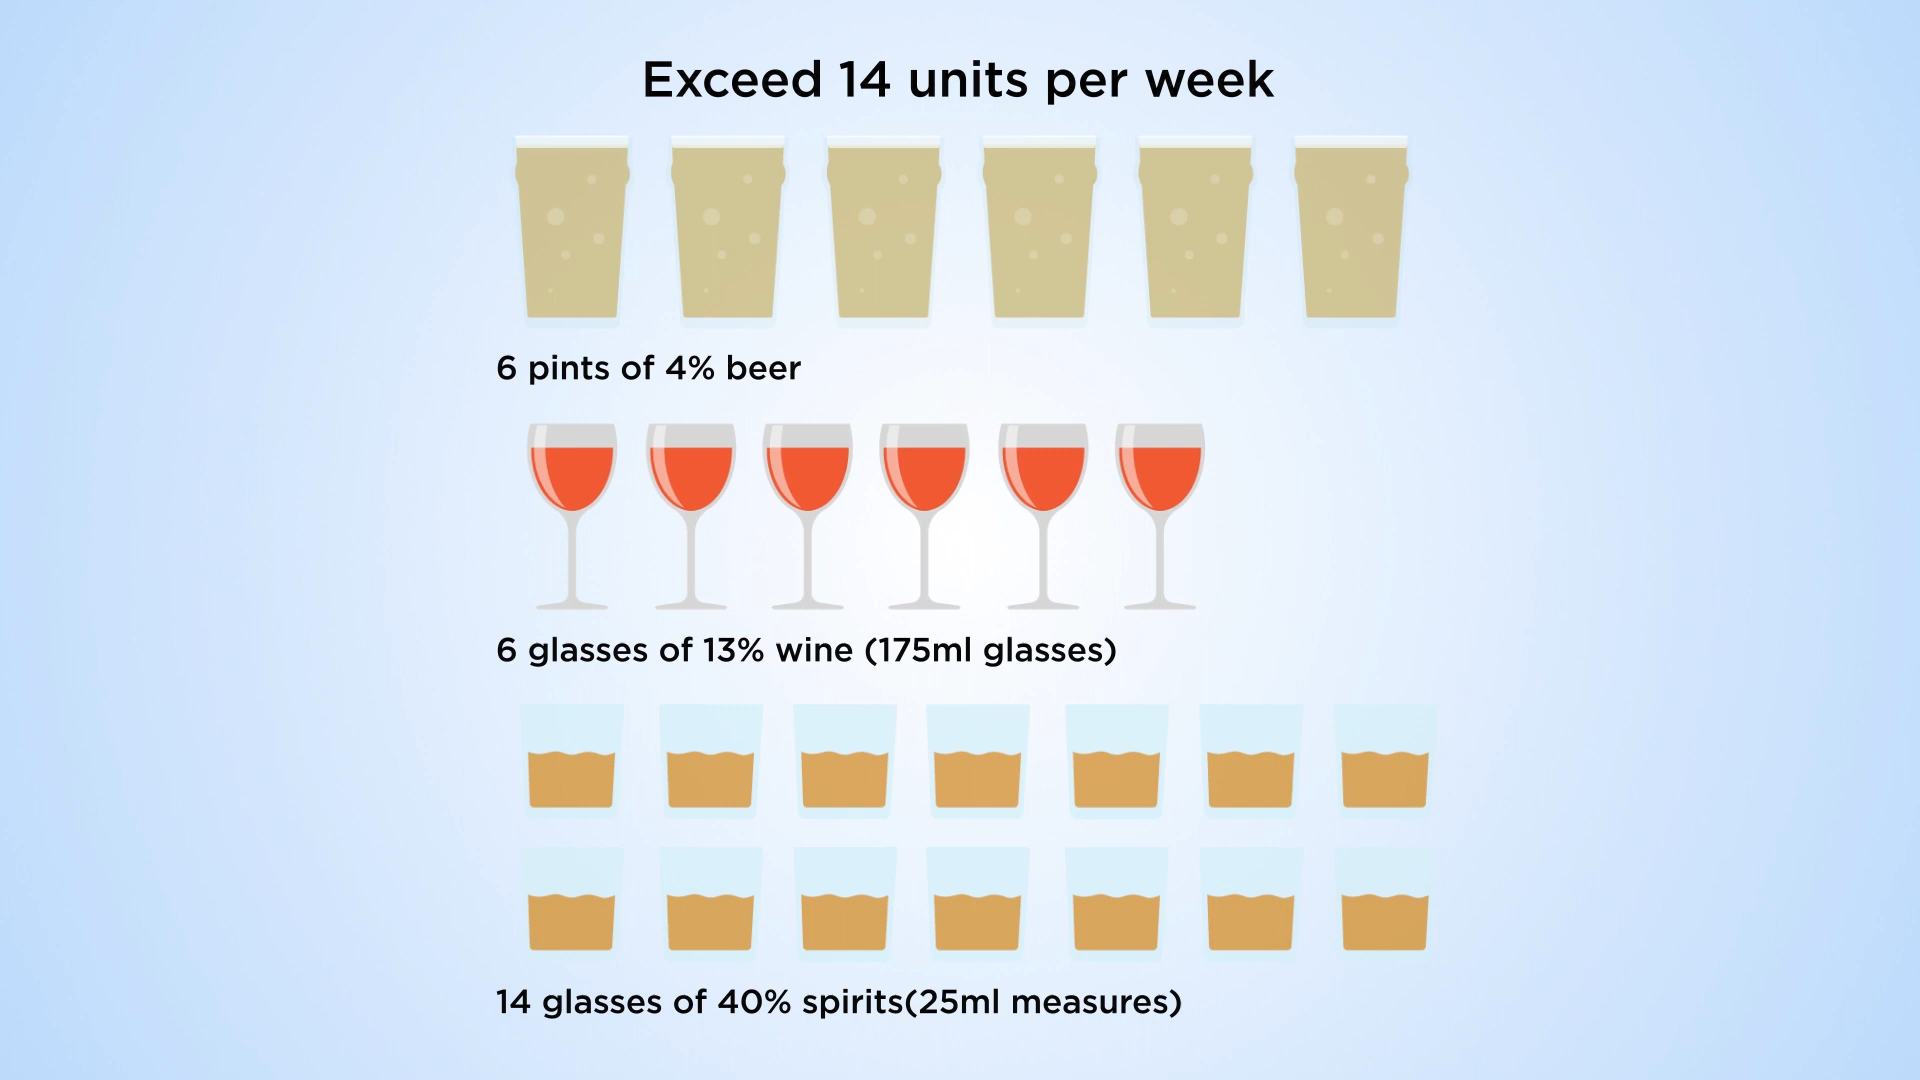 Exceed 14 units per week
6 pints of 4% beer
6 glasses of 13% wine (175ml glasses)
14 glasses of 40% spirits(25ml measures)